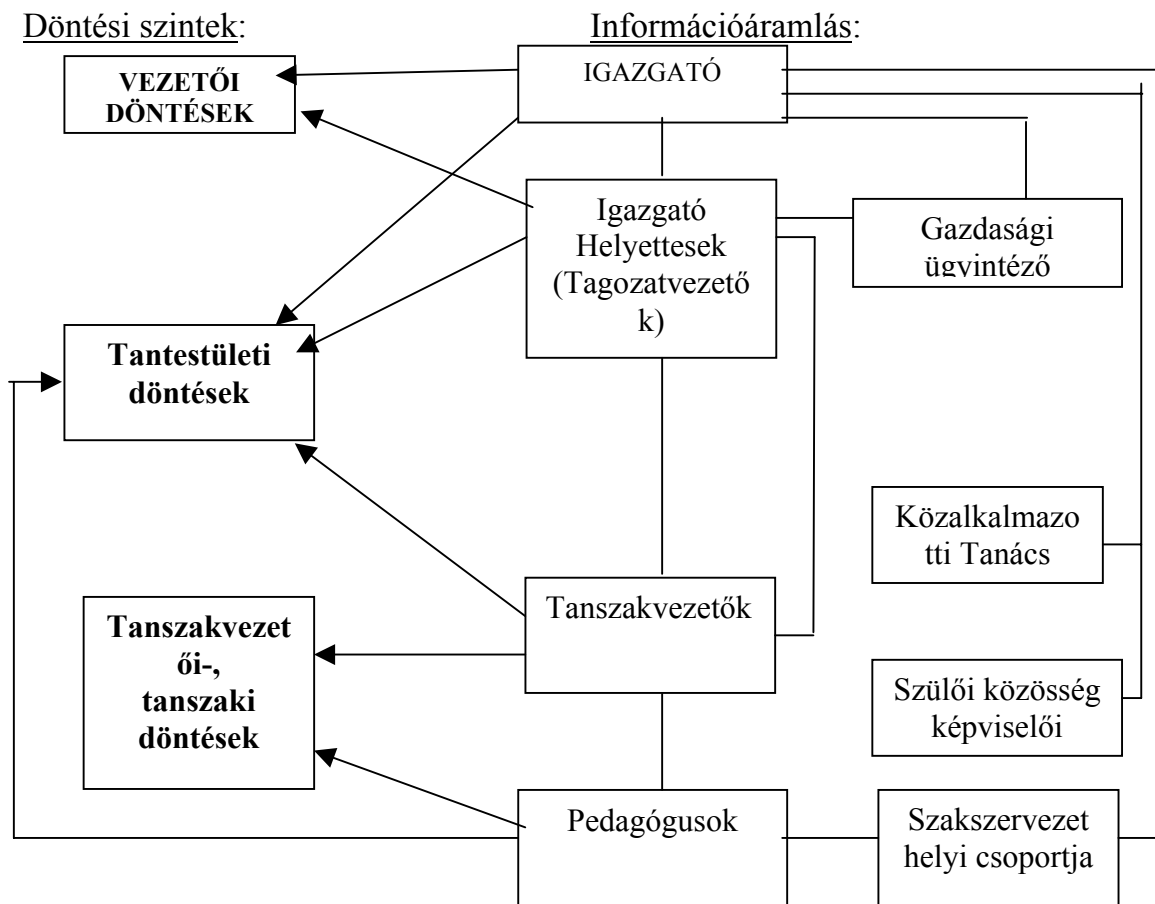 Döntési szintek:
Információáramlás:
VEZETŐI
DÖNTÉSEK
IGAZGATÓ
Igazgató
Helyettesek
(Tagozatvezető
k)
Gazdasági
ügyintéző
Tantestületi
döntések
Közalkalmazo
tti Tanács
Tanszakvezet
ői-,
tanszaki
döntések
Tanszakvezetők
Szülői közösség
képviselői
Pedagógusok
Szakszervezet
helyi csoportja